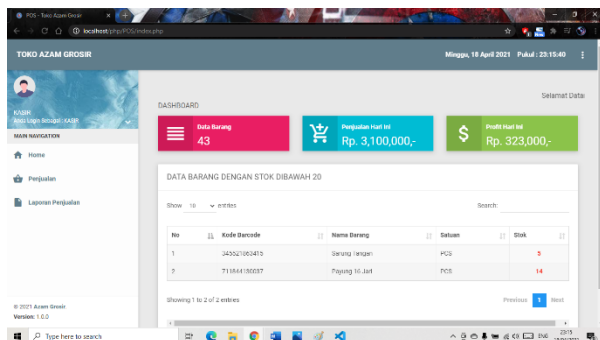 POS - Toko Azam Grosir
localhost/php/POS/index.php
TOKO AZAM GROSIR
Minggu, 18 April 2021 Pukul : 23:15:40
KASIR
Selamat Datan
DASHBOARD
MAIN NAVIGATION
Home
Penjualan
Laporan Penjualan
Data Barang
43
Penjualan Hari Ini
Rp. 3,100,000,-
Profit Hari Ini
Rp. 323,000,-
DATA BARANG DENGAN STOK DIBAWAH 20
Show 10 entries
Search:
No Kode Barcode Nama Barang Satuan Stok
1 Sarung Tangan PCS 5
2 Payung 16 Jari PCS 14
Showing 1 to 2 of 2 entries
Previous 1 Next
© 2021 Azam Grosir
Version: 1.0.0
Type here to search
ENG
23:15